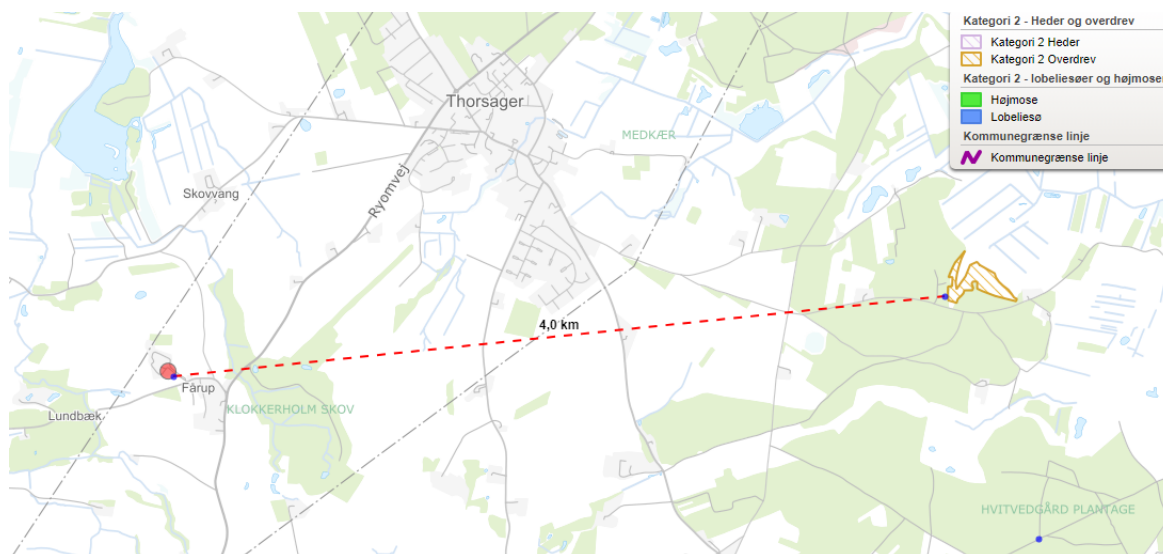 Kategori 2 - Heder og overdrev
Kategori 2 Heder
Kategori 2 Overdrev
Kategori 2 - lobeliesøer og højmoser
Højmose
Lobeliesø
Kommunegrænse linje
Kommunegrænse linje
Thorsager
MEDKÆR
Skovvang
Ryomvej
4,0 km
Fårup
Lundbæk
KLOKKERHOLM SKOV
HVITVEDGÅRD PLANTAGE